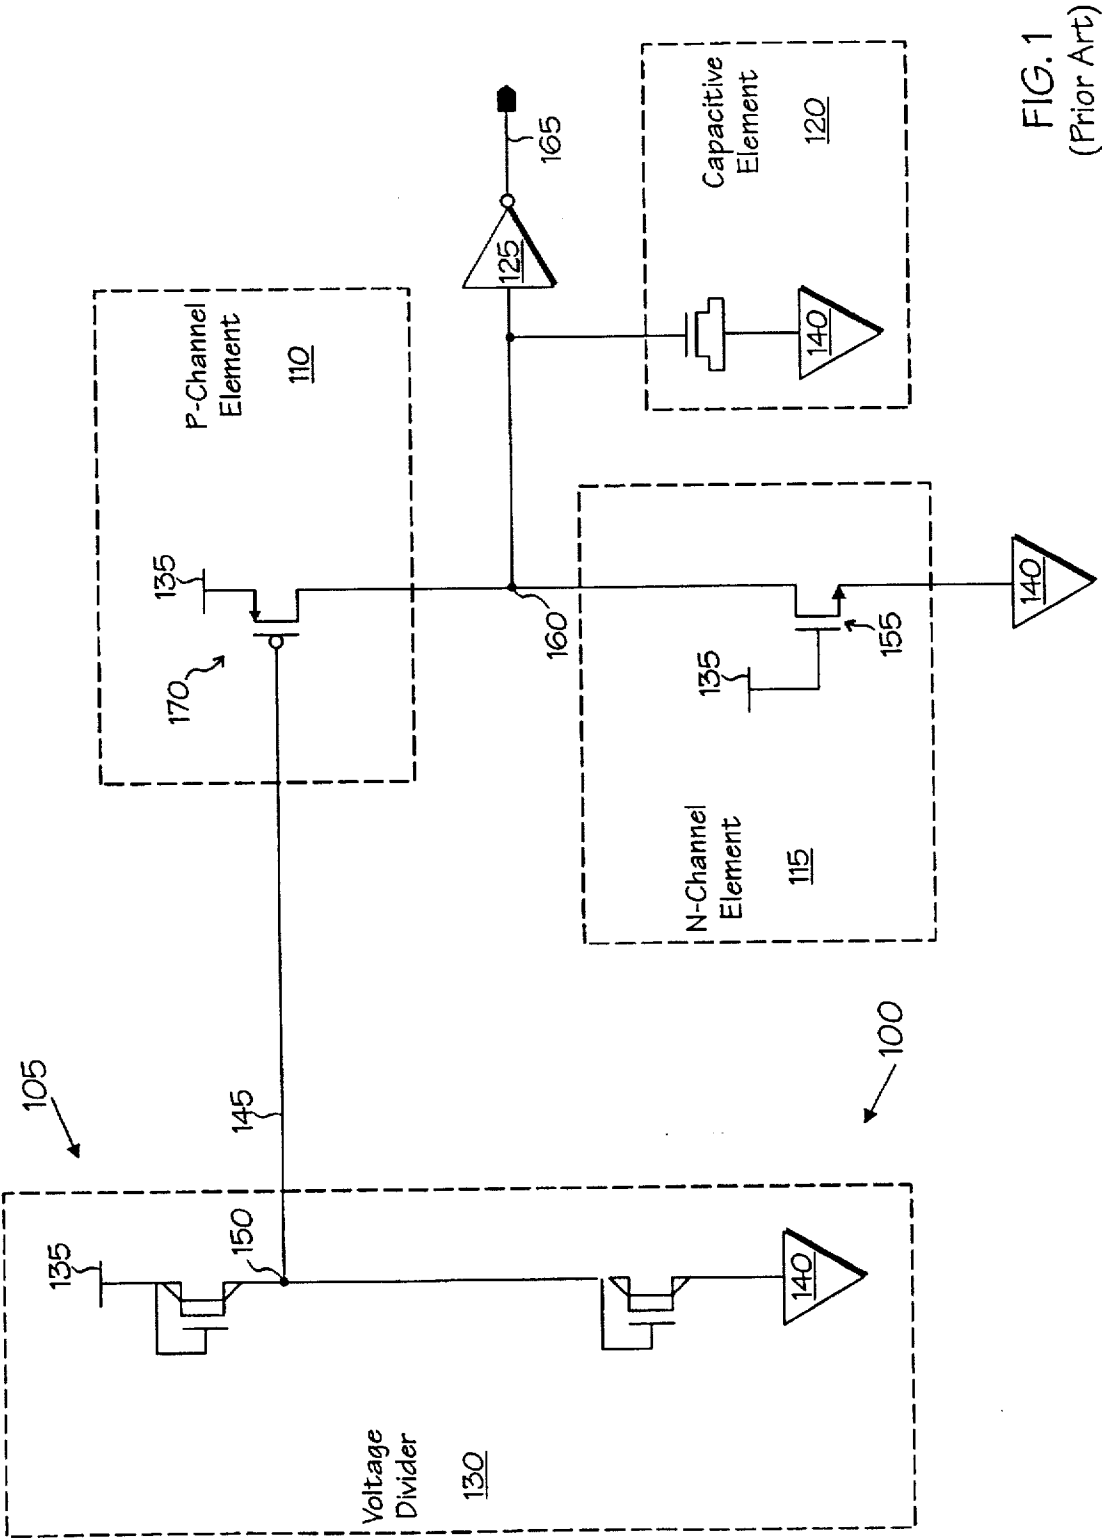 105
Voltage
Divider
130
135
150
145
140
100
P-Channel
Element
110
170
135
160
N-Channel
Element
115
135
155
140
125
165
Capacitive
Element
120
140
FIG. 1
(Prior Art)